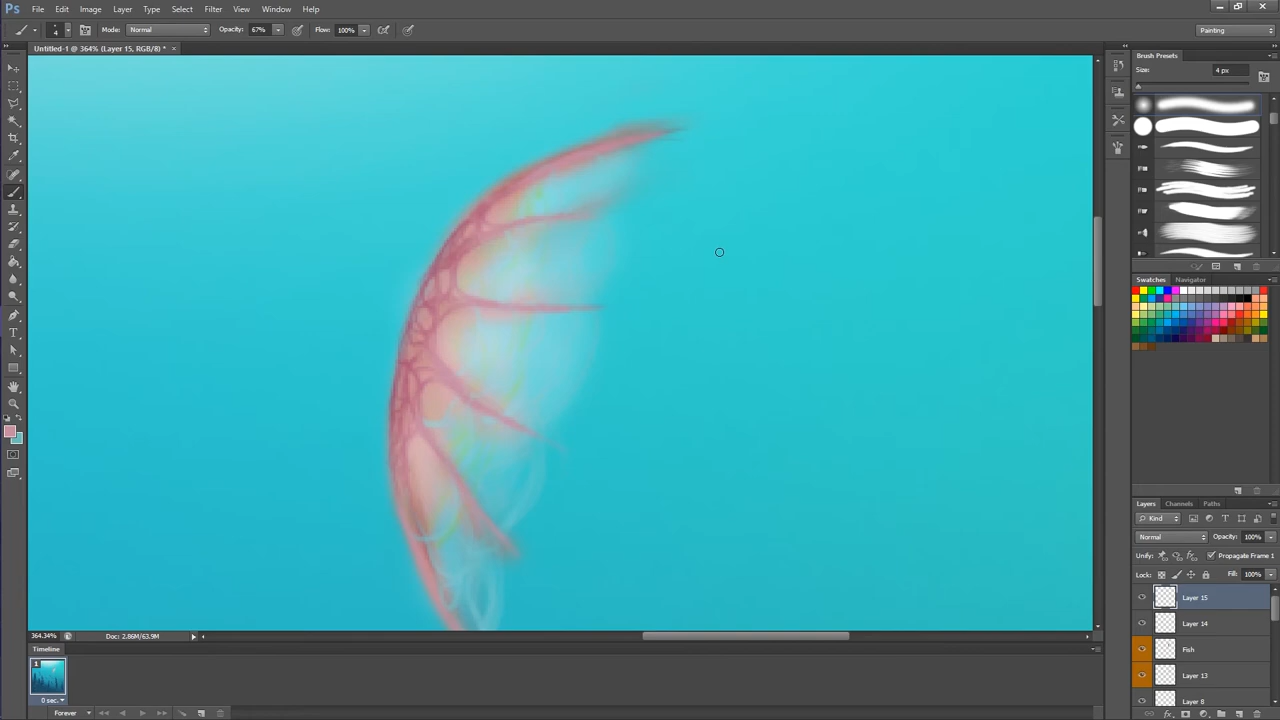 Ps File Edit Image Layer Type Select Filter View Window Help
4 Mode: Normal Opacity: 67% Flow: 100% Painting
Untitled-1 @ 364% (Layer 15, RGB/8) * ×
Brush Presets
Size: 4 px
Swatches Navigator
Layers Channels Paths
Kind
Normal Opacity: 100%
Unify: Propagate Frame 1
Lock: Fill: 100%
Layer 15
Layer 14
Fish
Layer 13
Layer 8
364.34% Doc: 2.86M/63.9M
Timeline
1
0 sec.
Forever